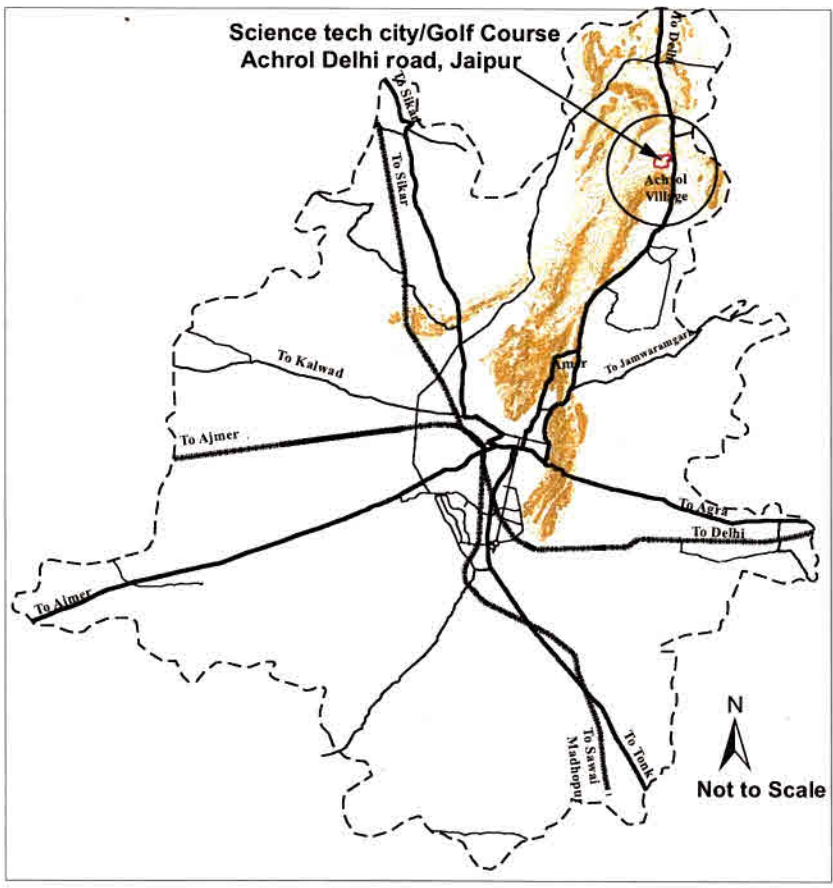 Science tech city/Golf Course
Achrol Delhi road, Jaipur
To Delhi
To Sikar
To Sikar
Achrol
Village
To Jamwaramgarh
Amer
To Kalwad
To Ajmer
To Agra
To Delhi
To Ajmer
N
To Tonk
To Sawai
Madhopur
Not to Scale